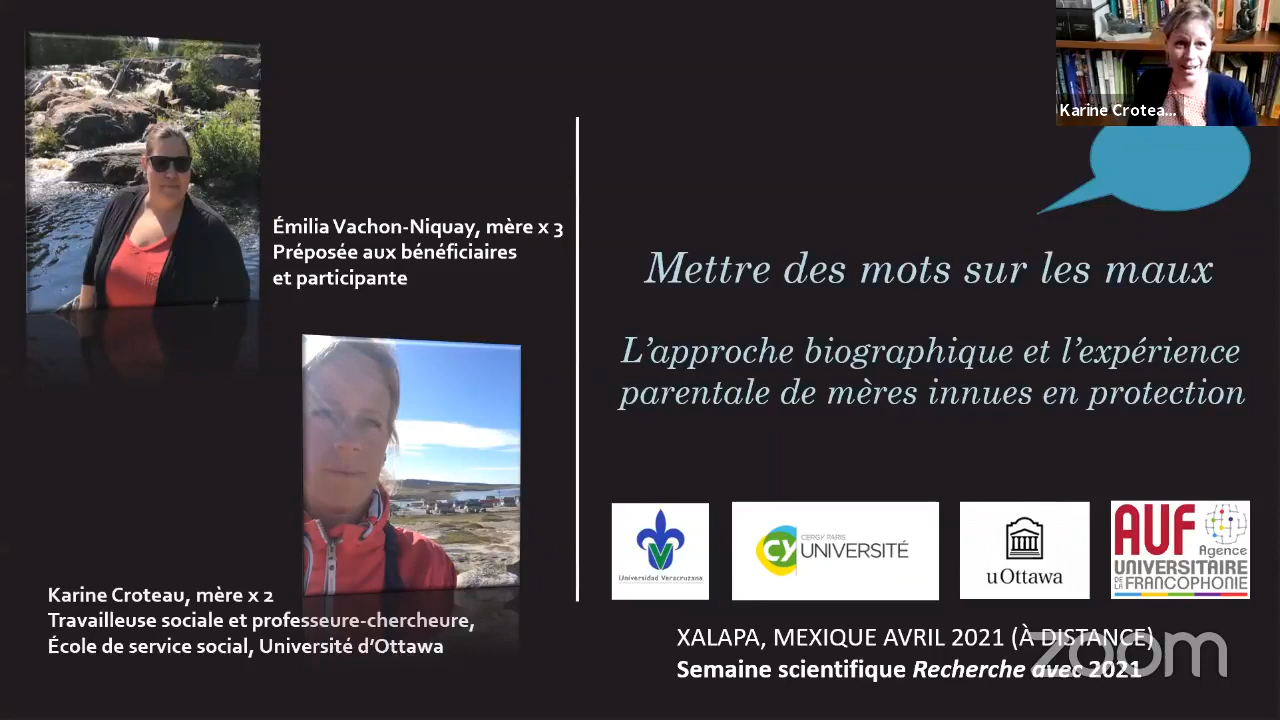 Karine Crotea...
Émilia Vachon-Niquay, mère x 3
Préposée aux bénéficiaires
et participante
Karine Croteau, mère x 2
Travailleuse sociale et professeure-chercheure,
École de service social, Université d'Ottawa
Mettre des mots sur les maux
L'approche biographique et l'expérience
parentale de mères innues en protection
Universidad Veracruzana
CY
CERGY PARIS
UNIVERSITÉ
uOttawa
AUF
Agence
UNIVERSITAIRE
DE LA FRANCOPHONIE
XALAPA, MEXIQUE AVRIL 2021 (À DISTANCE)
Semaine scientifique Recherche avec 2021
zoom